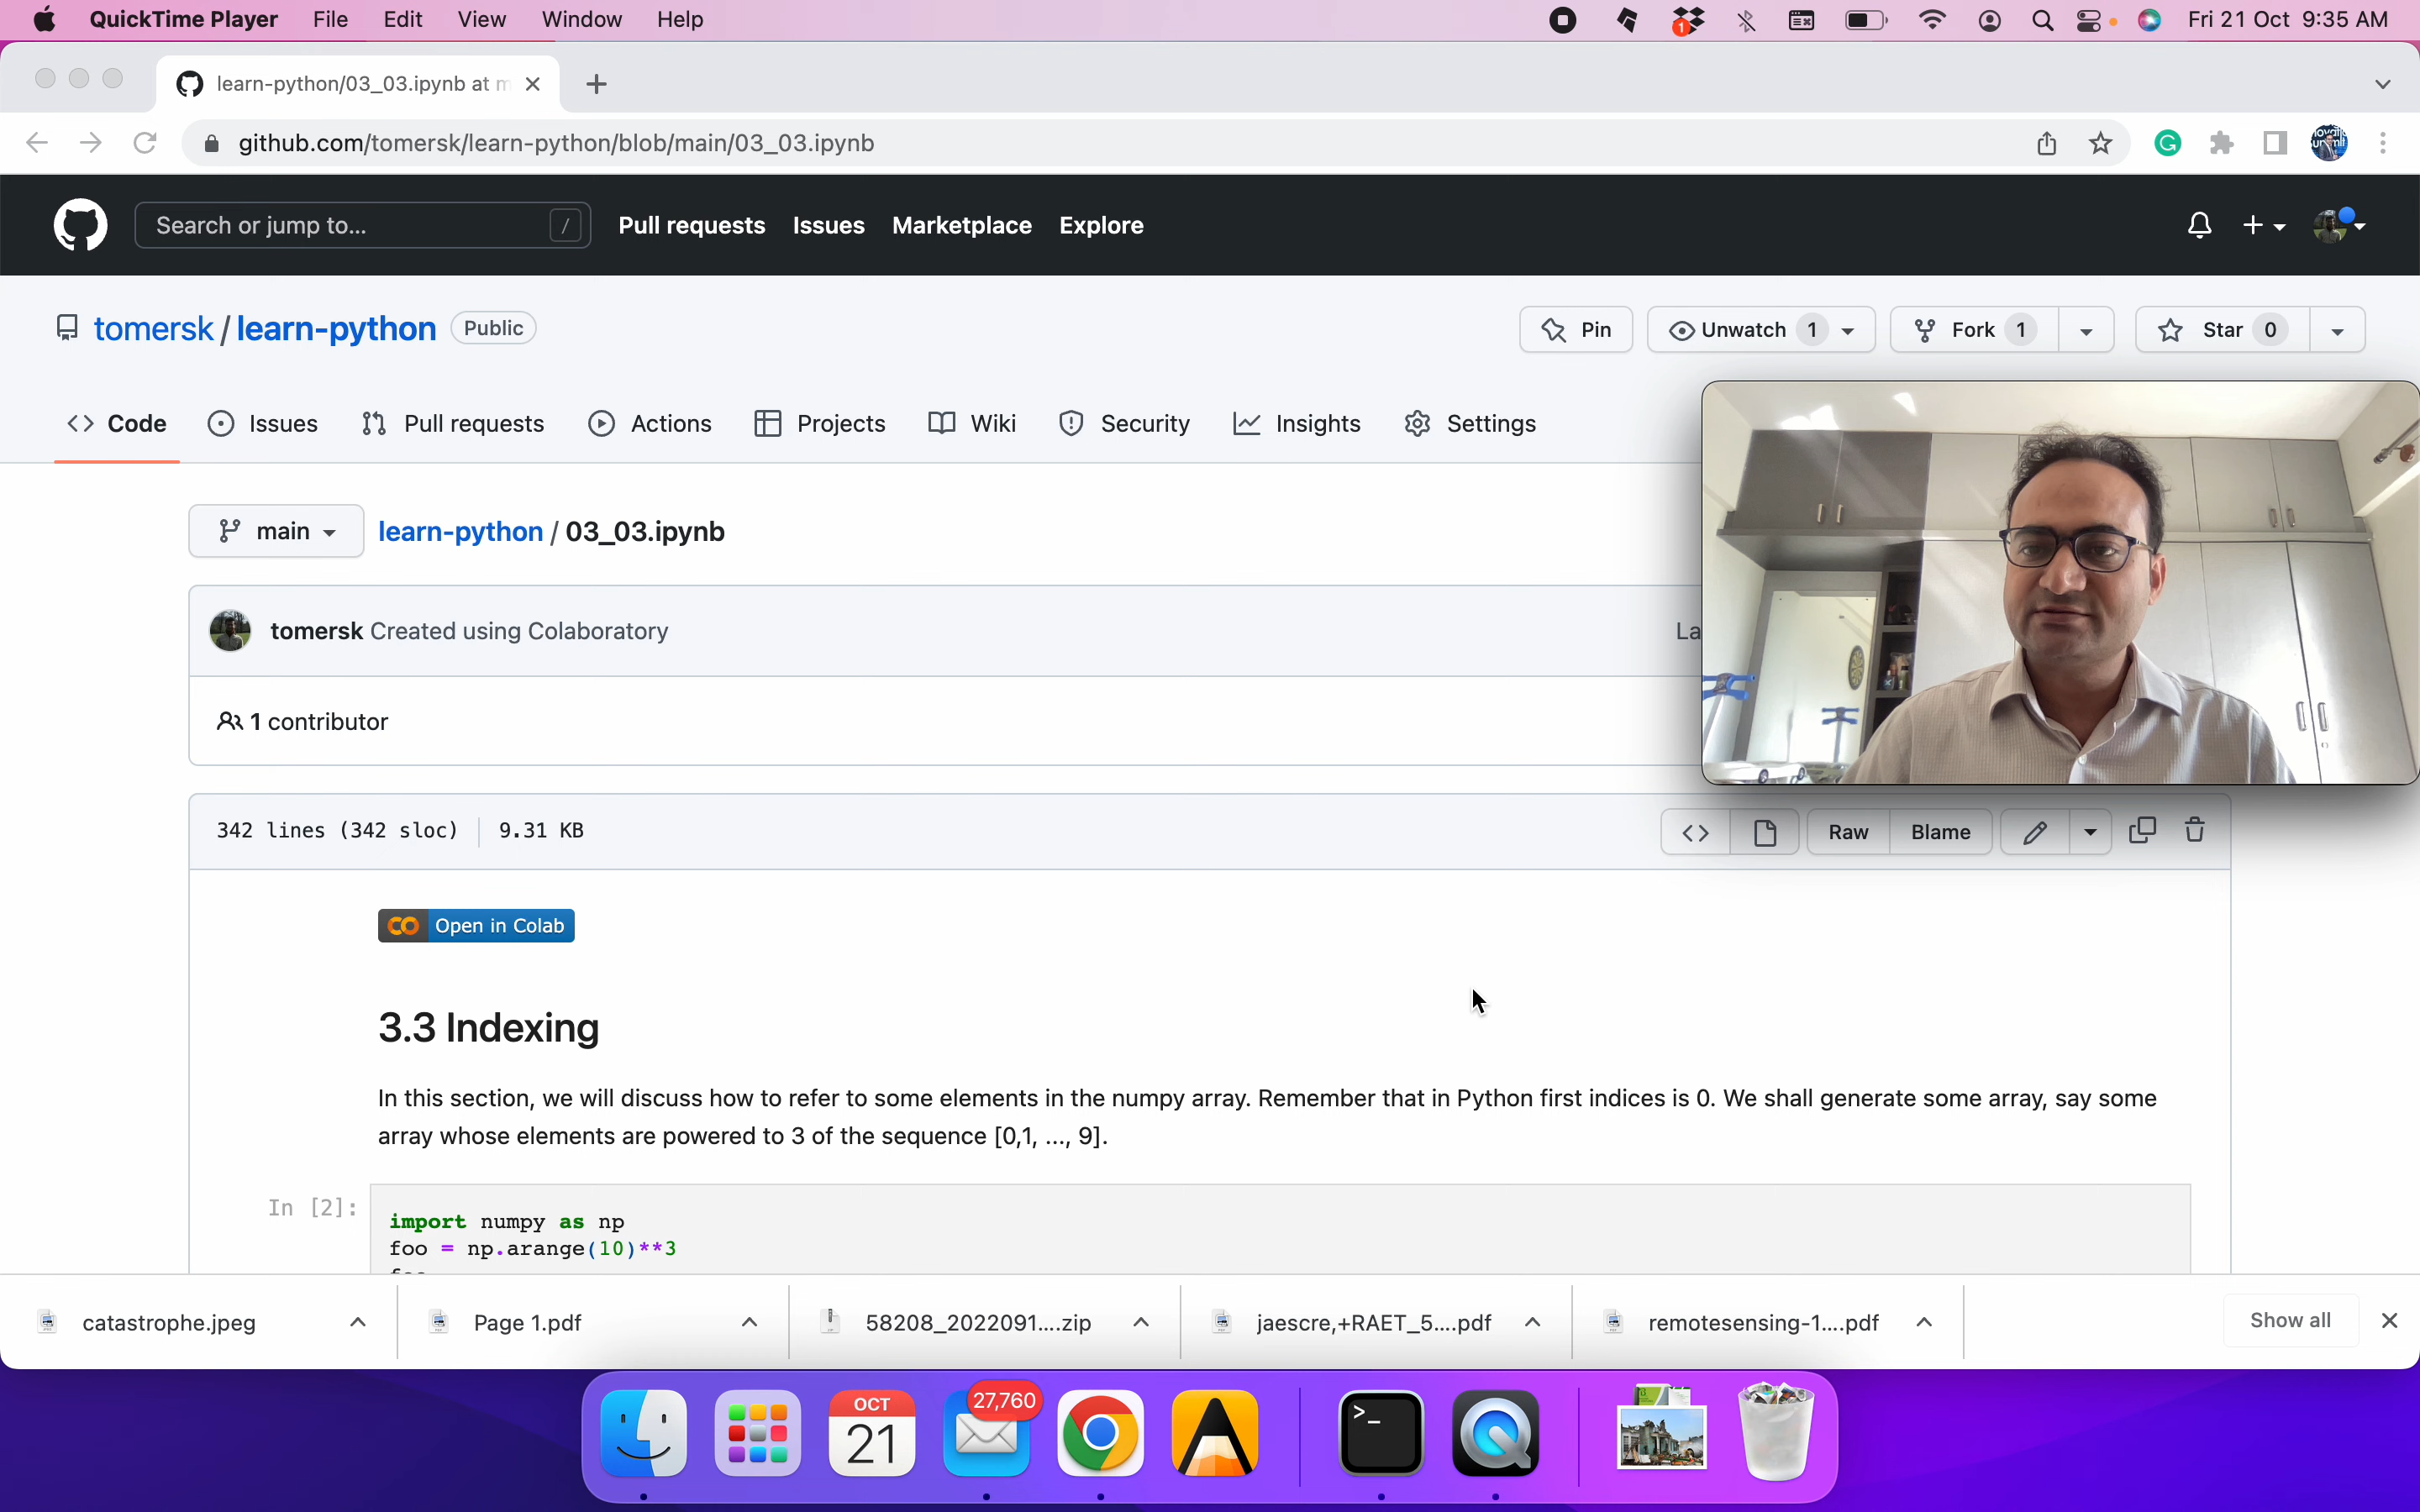 QuickTime Player File Edit View Window Help
1
Fri 21 Oct 9:35 AM
learn-python/03_03.ipynb at m
github.com/tomersk/learn-python/blob/main/03_03.ipynb
Search or jump to... / Pull requests Issues Marketplace Explore
tomersk / learn-python Public
Pin Unwatch 1 Fork 1 Star 0
Code Issues Pull requests Actions Projects Wiki Security Insights Settings
main learn-python / 03_03.ipynb
tomersk Created using Colaboratory La
1 contributor
342 lines (342 sloc) 9.31 KB Raw Blame
Open in Colab
3.3 Indexing
In this section, we will discuss how to refer to some elements in the numpy array. Remember that in Python first indices is 0. We shall generate some array, say some
array whose elements are powered to 3 of the sequence [0,1, ..., 9].
In [2]:
import numpy as np
foo = np.arange(10)**3
catastrophe.jpeg Page 1.pdf 58208_2022091....zip jaescre,+RAET_5....pdf remotesensing-1....pdf Show all
OCT
21
27,760
>_